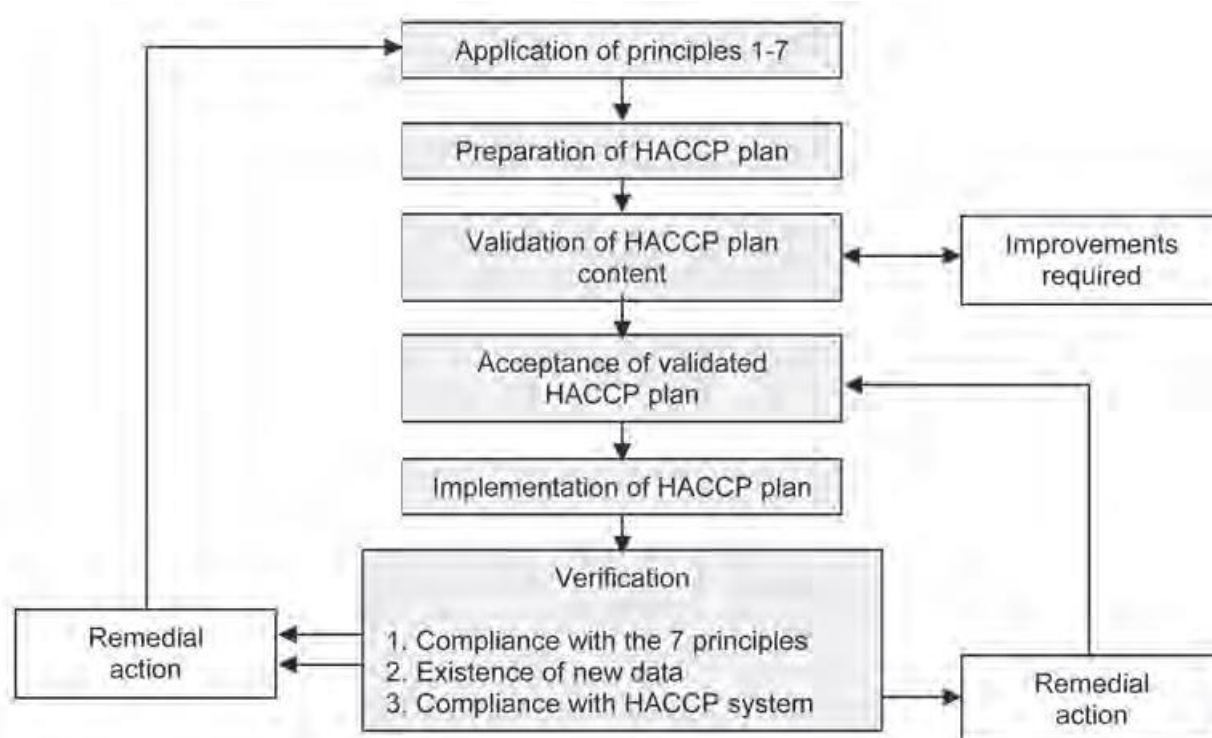 Application of principles 1-7
Preparation of HACCP plan
Validation of HACCP plan
content
Improvements
required
Acceptance of validated
HACCP plan
Implementation of HACCP plan
Verification
1. Compliance with the 7 principles
2. Existence of new data
3. Compliance with HACCP system
Remedial
action
Remedial
action